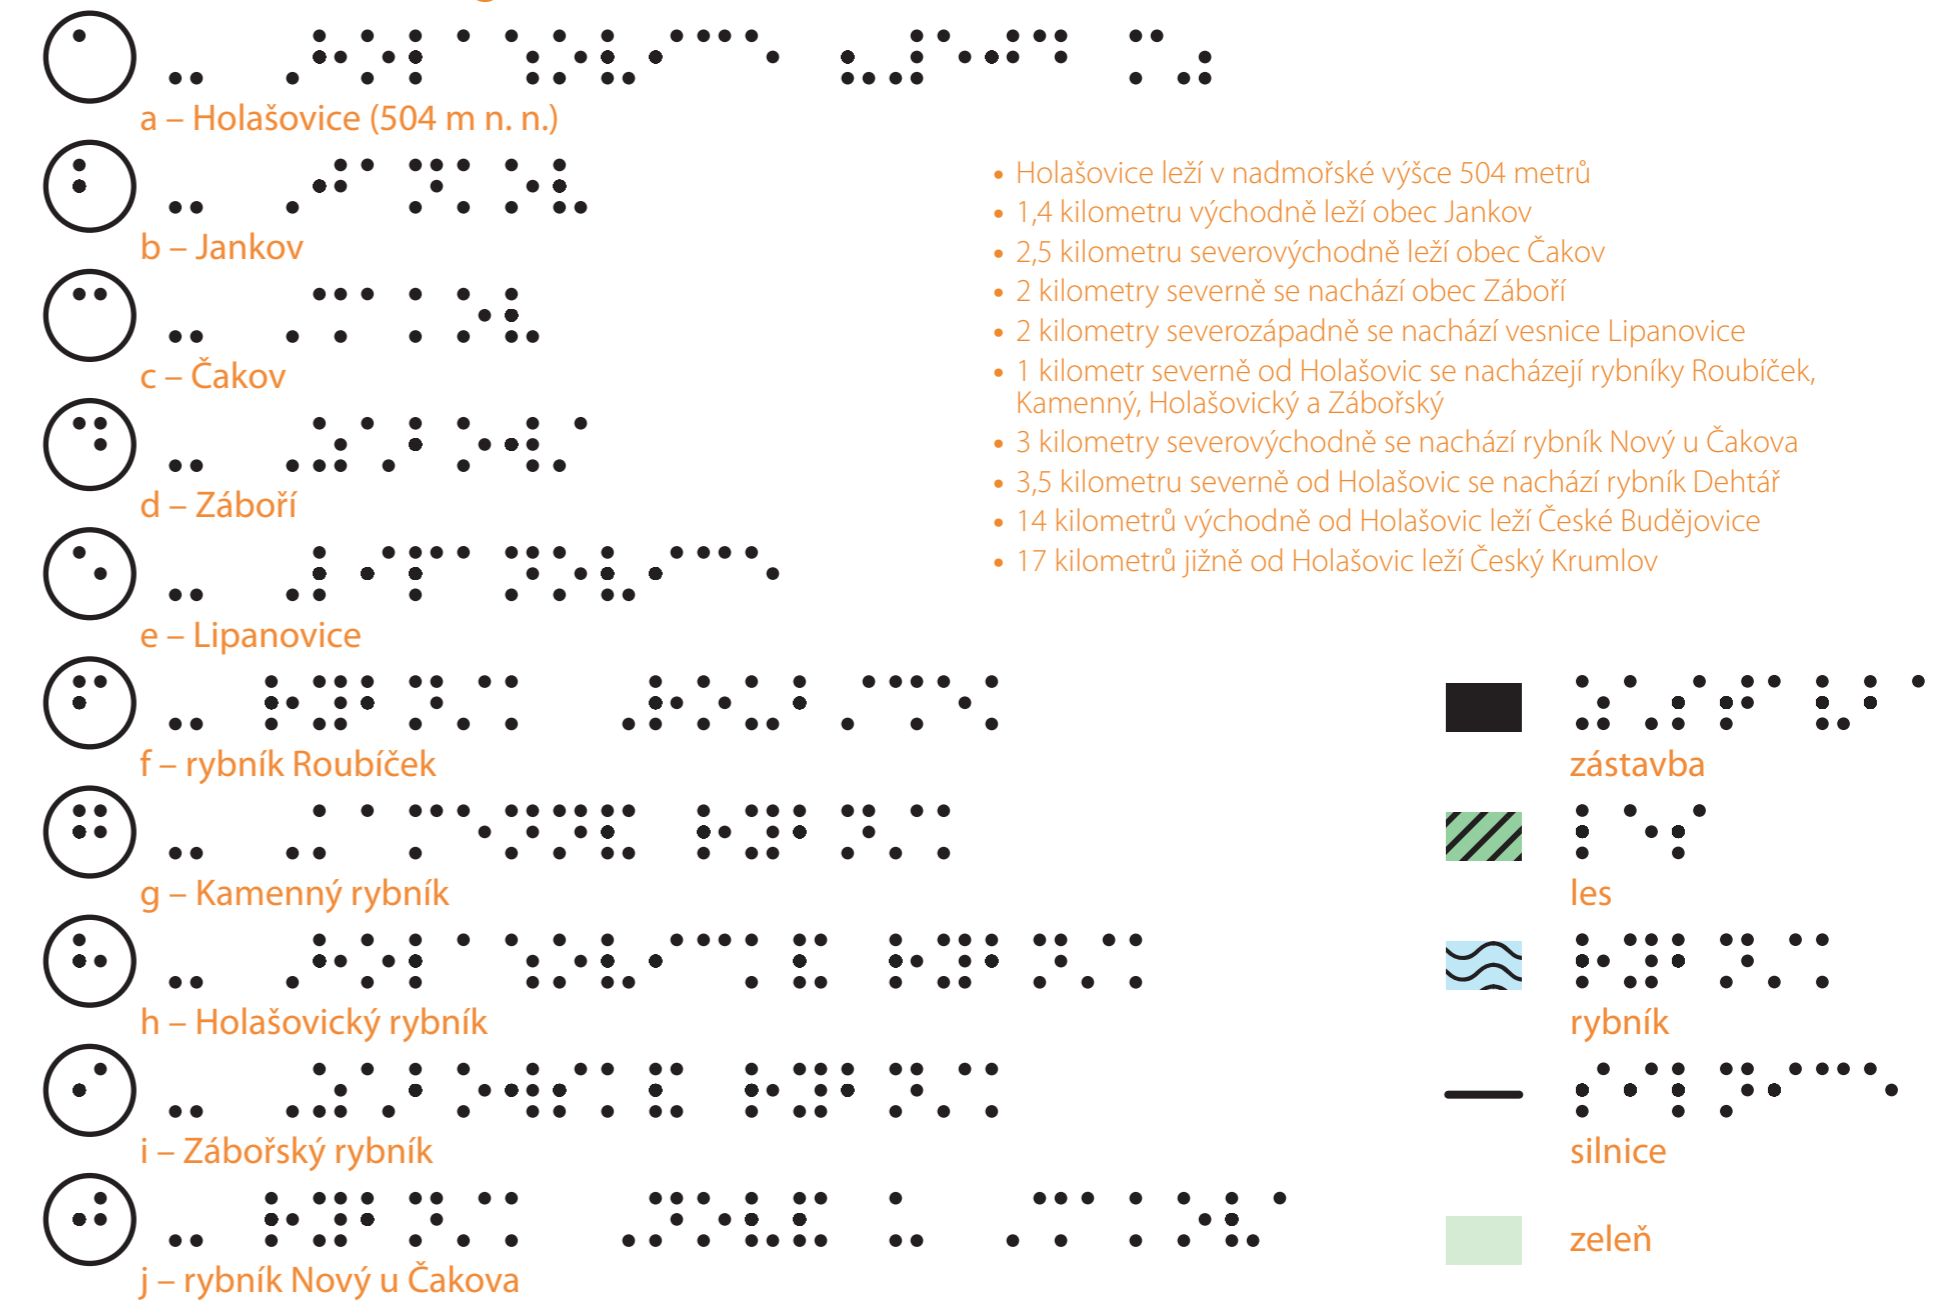 a – Holašovice (504 m n. n.)
b – Jankov
c – Čakov
d – Záboří
e – Lipanovice
f – rybník Roubíček
g – Kamenný rybník
h – Holašovický rybník
i – Zábořský rybník
j – rybník Nový u Čakova
• Holašovice leží v nadmořské výšce 504 metrů
• 1,4 kilometru východně leží obec Jankov
• 2,5 kilometru severovýchodně leží obec Čakov
• 2 kilometry severně se nachází obec Záboří
• 2 kilometry severozápadně se nachází vesnice Lipanovice
• 1 kilometr severně od Holašovic se nacházejí rybníky Roubíček,
Kamenný, Holašovický a Zábořský
• 3 kilometry severovýchodně se nachází rybník Nový u Čakova
• 3,5 kilometru severně od Holašovic se nachází rybník Dehtář
• 14 kilometrů východně od Holašovic leží České Budějovice
• 17 kilometrů jižně od Holašovic leží Český Krumlov
zástavba
les
rybník
silnice
zeleň